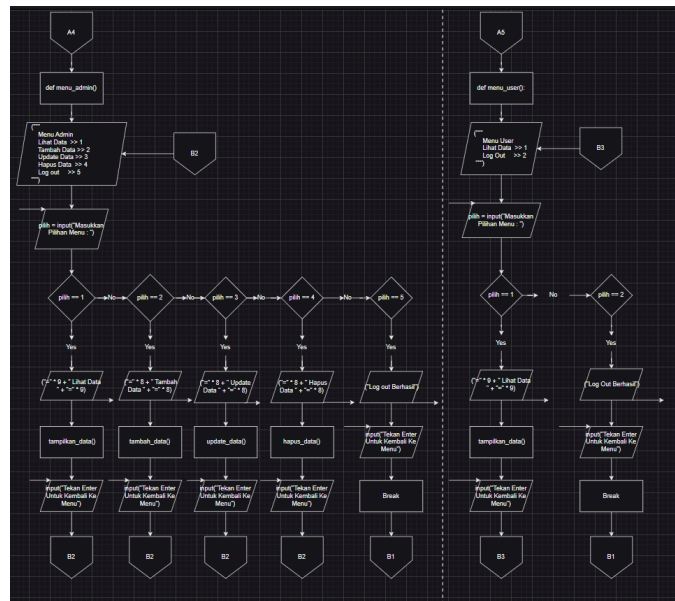 A4
def menu_admin()
("""
Menu Admin
Lihat Data >> 1
Tambah Data >> 2
Update Data >> 3
Hapus Data >> 4
Log out >> 5
""")
B2
pilih = input("Masukkan
Pilihan Menu : ")
pilih == 1
No
pilih == 2
No
pilih == 3
No
pilih == 4
No
pilih == 5
Yes
Yes
Yes
Yes
Yes
("=" * 9 + " Lihat Data
" + "=" * 9)
("=" * 8 + " Tambah
Data " + "=" * 8)
("=" * 8 + " Update
Data " + "=" * 8)
("=" * 8 + " Hapus
Data " + "=" * 8)
("Log out Berhasil")
tampilkan_data()
tambah_data()
update_data()
hapus_data()
input("Tekan Enter
Untuk Kembali Ke
Menu")
input("Tekan Enter
Untuk Kembali Ke
Menu")
input("Tekan Enter
Untuk Kembali Ke
Menu")
input("Tekan Enter
Untuk Kembali Ke
Menu")
input("Tekan Enter
Untuk Kembali Ke
Menu")
Break
B2
B2
B2
B2
B1
A5
def menu_user():
("""
Menu User
Lihat Data >> 1
Log Out >> 2
""")
B3
pilih = input("Masukkan
Pilihan Menu : ")
pilih == 1
No
pilih == 2
Yes
Yes
("=" * 9 + " Lihat Data
" + "=" * 9)
("Log Out Berhasil")
tampilkan_data()
input("Tekan Enter
Untuk Kembali Ke
Menu")
input("Tekan Enter
Untuk Kembali Ke
Menu")
Break
B3
B1